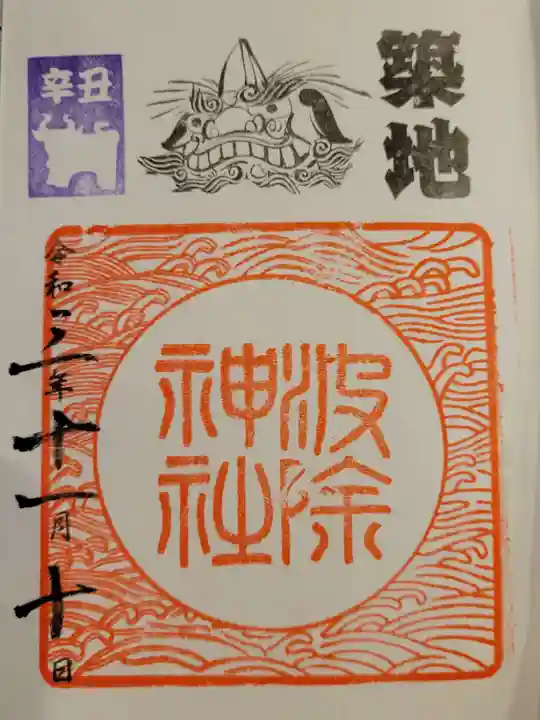 築地
辛丑
波除
神社
令和三年十一月十日